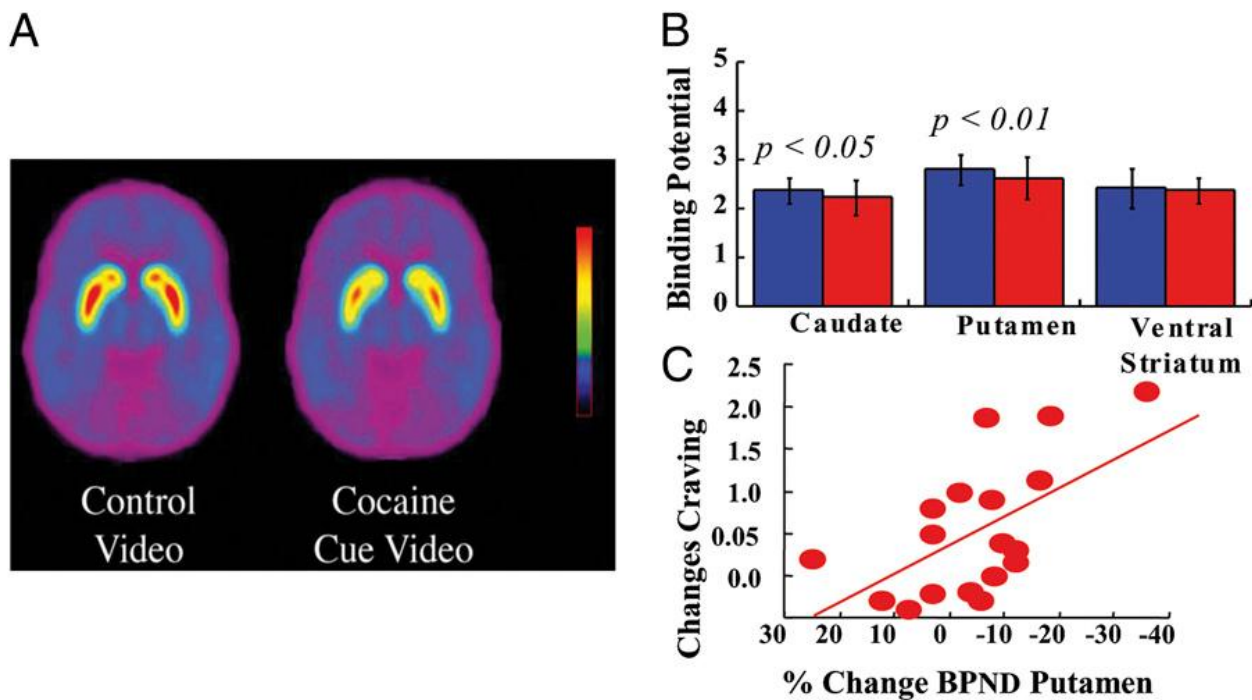 A
Control
Video
Cocaine
Cue Video
B
Binding Potential
5
4
3
2
1
0
p < 0.05
p < 0.01
Caudate
Putamen
Ventral
Striatum
C
Changes Craving
2.5
2.0
1.5
1.0
0.05
0.0
30 20 10 0 -10 -20 -30 -40
% Change BPND Putamen